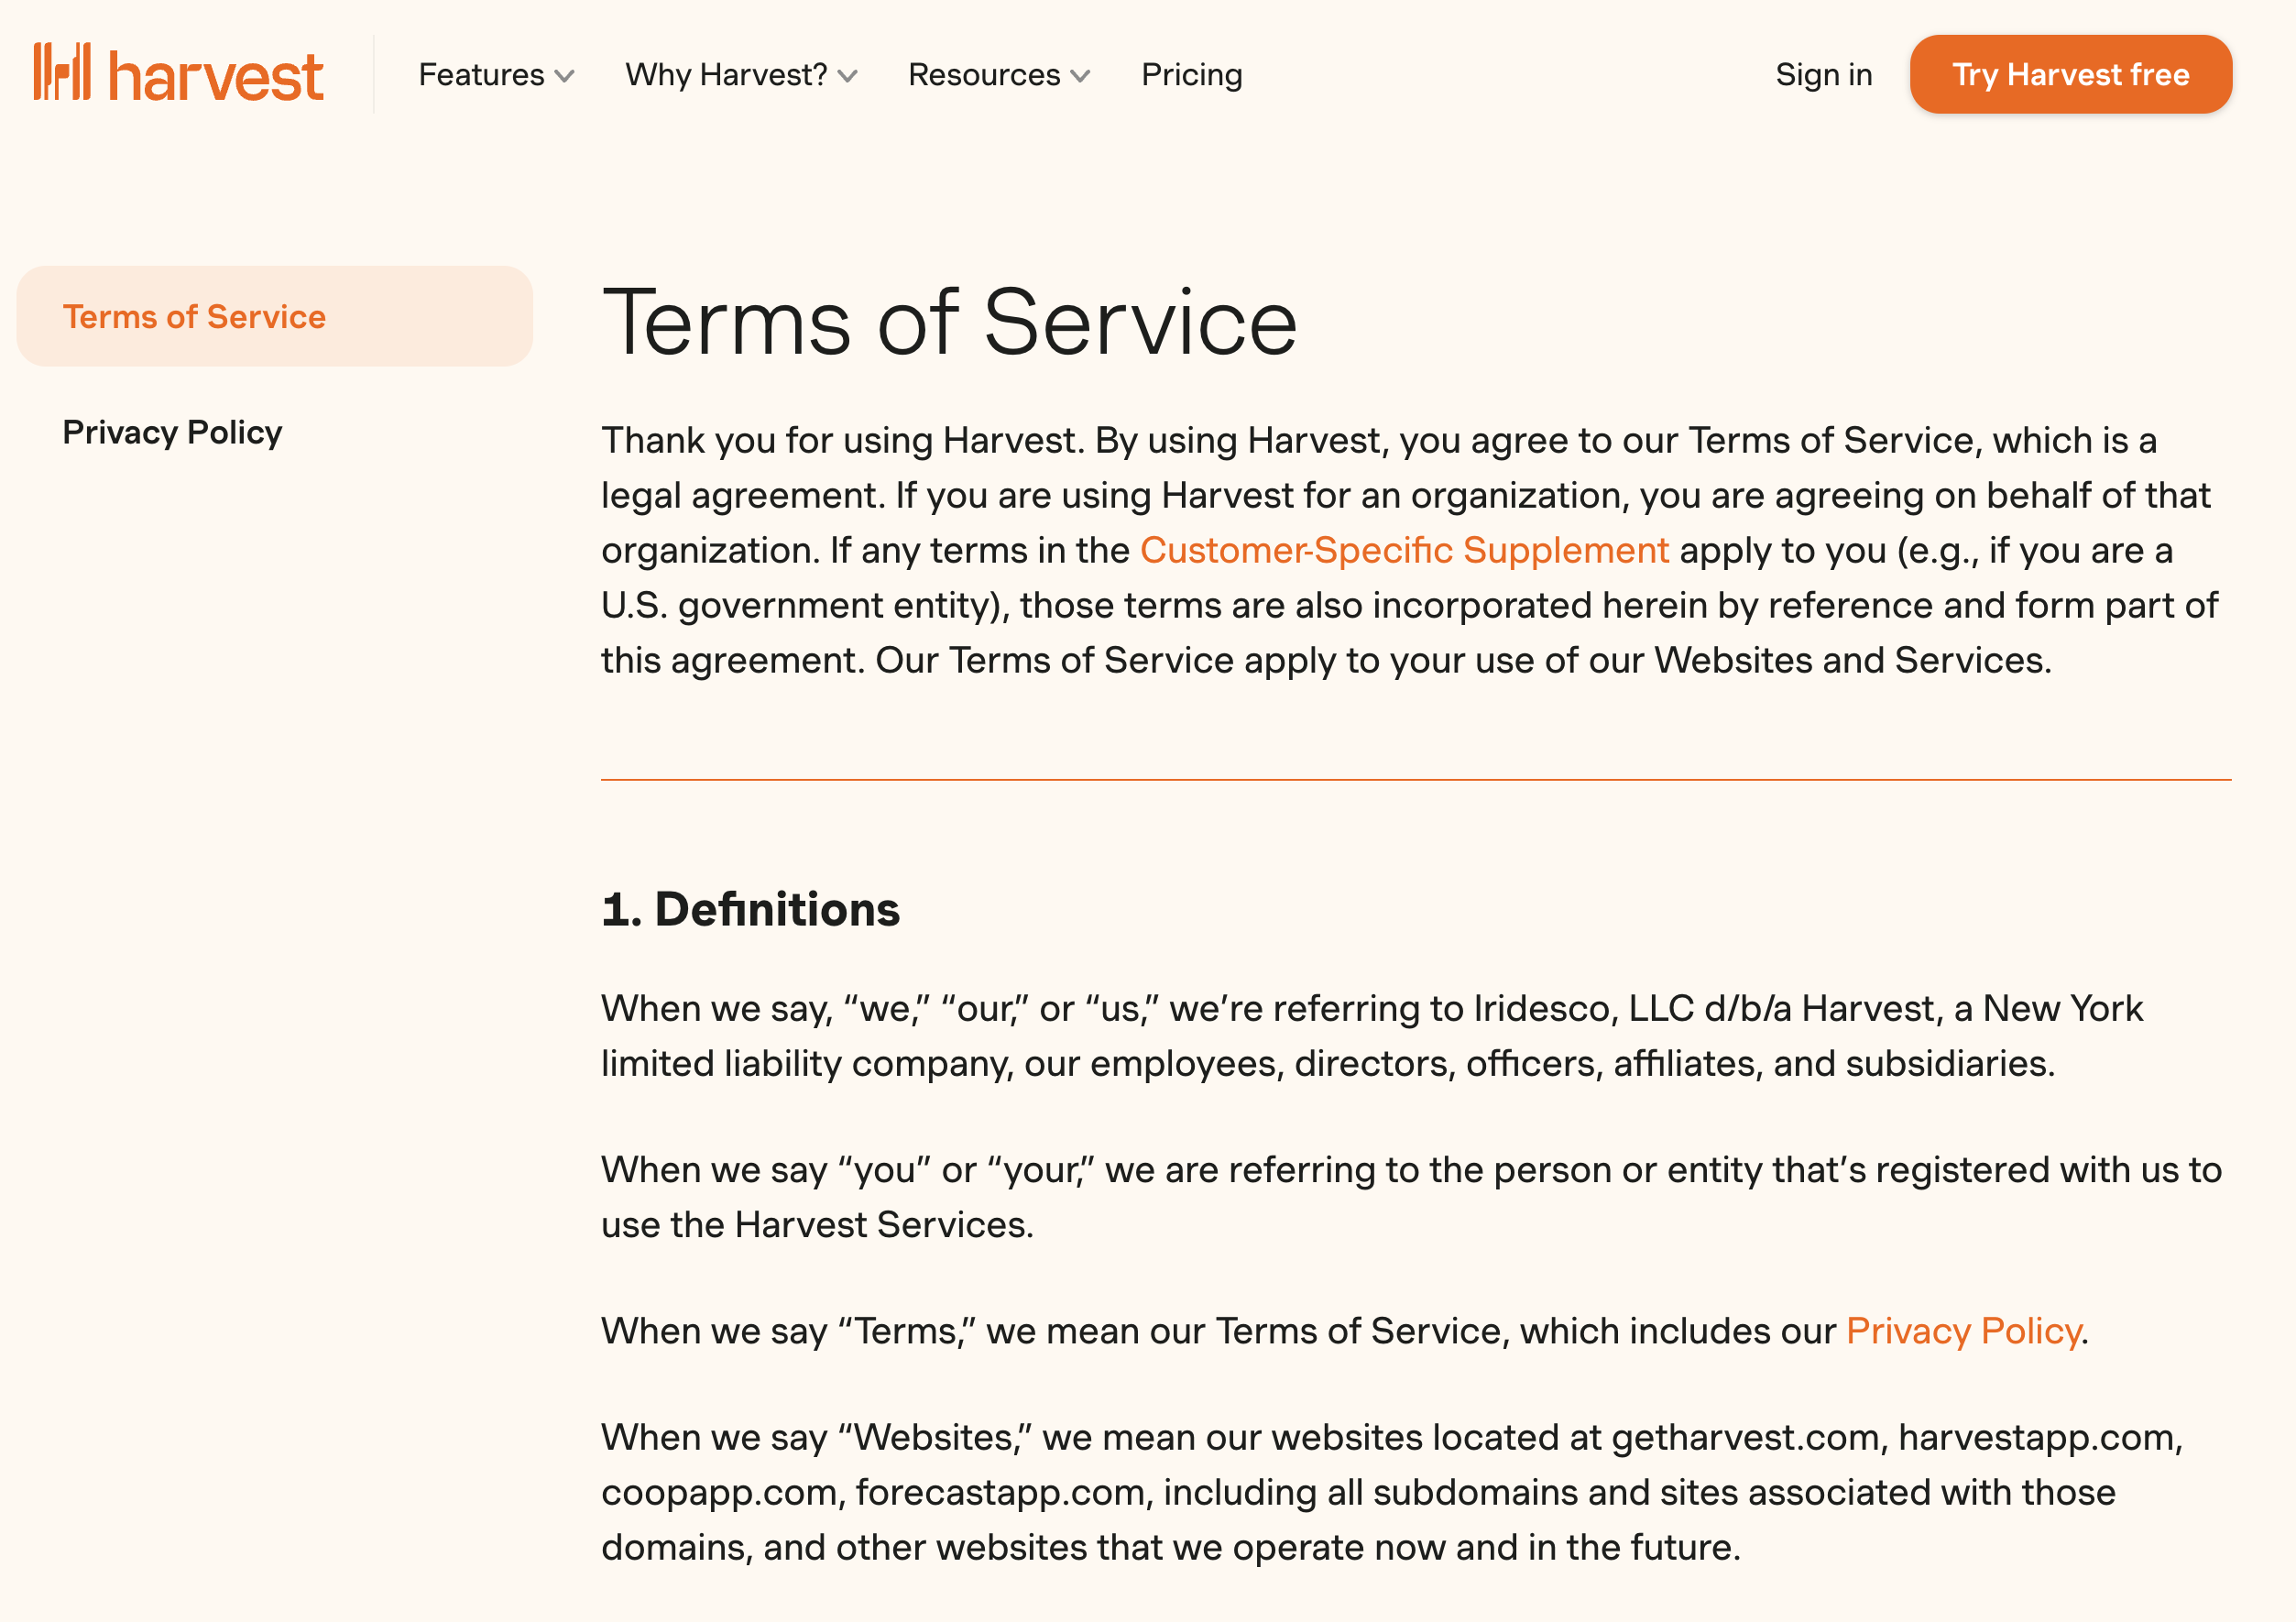 harvest
Features
Why Harvest?
Resources
Pricing
Sign in
Try Harvest free
Terms of Service
Privacy Policy
Terms of Service
Thank you for using Harvest. By using Harvest, you agree to our Terms of Service, which is a
legal agreement. If you are using Harvest for an organization, you are agreeing on behalf of that
organization. If any terms in the Customer-Specific Supplement apply to you (e.g., if you are a
U.S. government entity), those terms are also incorporated herein by reference and form part of
this agreement. Our Terms of Service apply to your use of our Websites and Services.
1. Definitions
When we say, “we,” “our,” or “us,” we’re referring to Iridesco, LLC d/b/a Harvest, a New York
limited liability company, our employees, directors, officers, affiliates, and subsidiaries.
When we say “you” or “your,” we are referring to the person or entity that’s registered with us to
use the Harvest Services.
When we say “Terms,” we mean our Terms of Service, which includes our Privacy Policy.
When we say “Websites,” we mean our websites located at getharvest.com, harvestapp.com,
coopapp.com, forecastapp.com, including all subdomains and sites associated with those
domains, and other websites that we operate now and in the future.